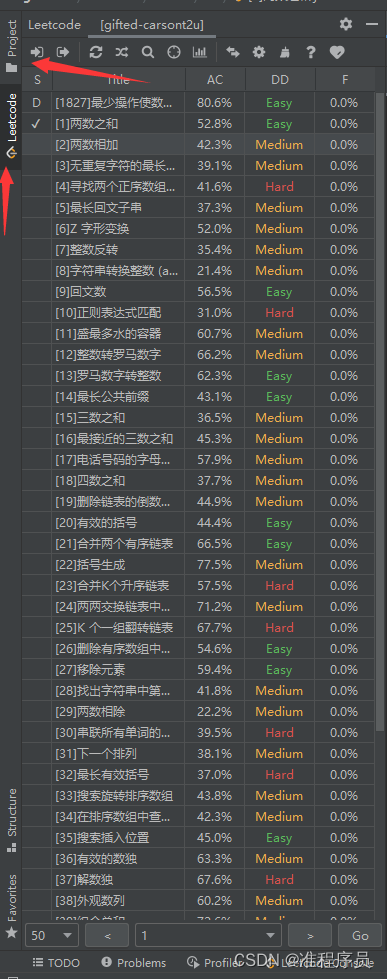 Project
Leetcode
Structure
Favorites
Leetcode [gifted-carsont2u]
S Title AC DD F
D [1827]最少操作使数... 80.6% Easy 0.0%
✓ [1]两数之和 52.8% Easy 0.0%
[2]两数相加 42.3% Medium 0.0%
[3]无重复字符的最长... 39.1% Medium 0.0%
[4]寻找两个正序数组... 41.6% Hard 0.0%
[5]最长回文子串 37.3% Medium 0.0%
[6]Z 字形变换 52.0% Medium 0.0%
[7]整数反转 35.4% Medium 0.0%
[8]字符串转换整数 (a... 21.4% Medium 0.0%
[9]回文数 56.5% Easy 0.0%
[10]正则表达式匹配 31.0% Hard 0.0%
[11]盛最多水的容器 60.7% Medium 0.0%
[12]整数转罗马数字 66.2% Medium 0.0%
[13]罗马数字转整数 62.3% Easy 0.0%
[14]最长公共前缀 43.1% Easy 0.0%
[15]三数之和 36.5% Medium 0.0%
[16]最接近的三数之和 45.3% Medium 0.0%
[17]电话号码的字母... 57.9% Medium 0.0%
[18]四数之和 37.7% Medium 0.0%
[19]删除链表的倒数... 44.9% Medium 0.0%
[20]有效的括号 44.4% Easy 0.0%
[21]合并两个有序链表 66.5% Easy 0.0%
[22]括号生成 77.5% Medium 0.0%
[23]合并K个升序链表 57.5% Hard 0.0%
[24]两两交换链表中... 71.2% Medium 0.0%
[25]K 个一组翻转链表 67.7% Hard 0.0%
[26]删除有序数组中... 54.6% Easy 0.0%
[27]移除元素 59.4% Easy 0.0%
[28]找出字符串中第... 41.8% Medium 0.0%
[29]两数相除 22.2% Medium 0.0%
[30]串联所有单词的... 39.5% Hard 0.0%
[31]下一个排列 38.1% Medium 0.0%
[32]最长有效括号 37.0% Hard 0.0%
[33]搜索旋转排序数组 43.8% Medium 0.0%
[34]在排序数组中查... 42.3% Medium 0.0%
[35]搜索插入位置 45.0% Easy 0.0%
[36]有效的数独 63.3% Medium 0.0%
[37]解数独 67.6% Hard 0.0%
[38]外观数列 60.2% Medium 0.0%
50 < 1 > Go
TODO Problems Profiler
CSDN @准程序员